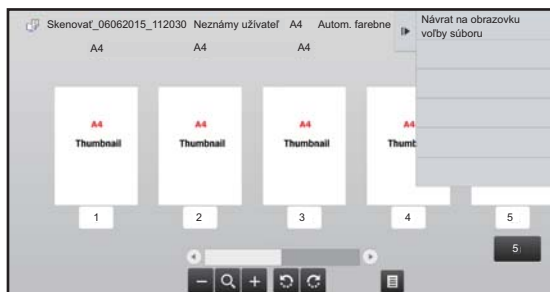 Skenovať_06062015_112030 Neznámy užívateľ A4 Autom. farebne
Návrat na obrazovku
voľby súboru
A4 A4 A4
A4 A4 A4 A4
Thumbnail Thumbnail Thumbnail Thumb
1 2 3 4 5
5